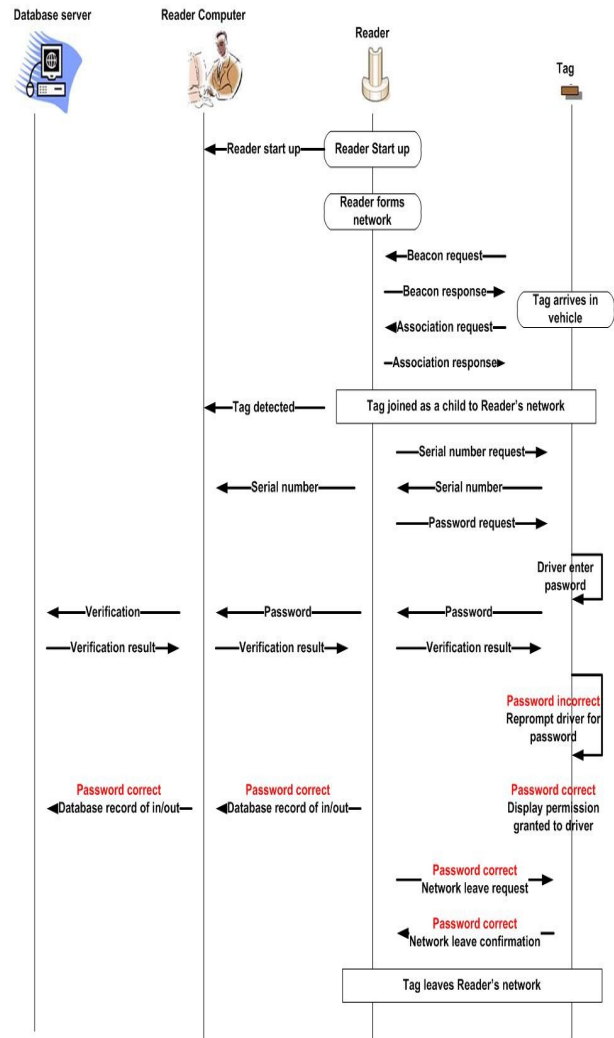 Database server
Reader Computer
Reader
Tag
Reader start up
Reader Start up
Reader forms
network
Beacon request
Beacon response
Tag arrives in
vehicle
Association request
Association response
Tag detected
Tag joined as a child to Reader's network
Serial number request
Serial number
Serial number
Password request
Driver enter
pasword
Verification
Password
Password
Verification result
Verification result
Verification result
Password incorrect
Reprompt driver for
password
Password correct
Database record of in/out
Password correct
Database record of in/out
Password correct
Display permission
granted to driver
Password correct
Network leave request
Password correct
Network leave confirmation
Tag leaves Reader's network